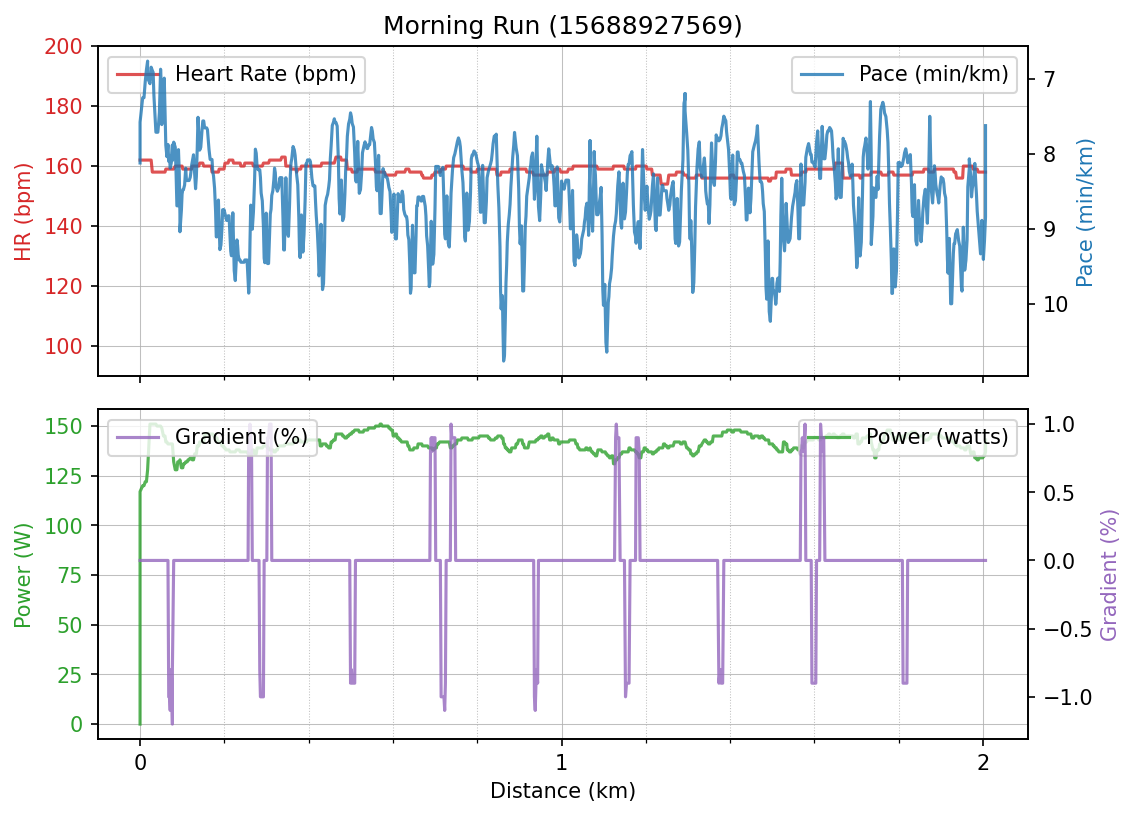 Morning Run (15688927569)
Heart Rate (bpm)
Pace (min/km)
200
180
160
140
120
100
HR (bpm)
7
8
9
10
Pace (min/km)
Gradient (%)
Power (watts)
150
125
100
75
50
25
0
Power (W)
1.0
0.5
0.0
−0.5
−1.0
Gradient (%)
0
1
2
Distance (km)